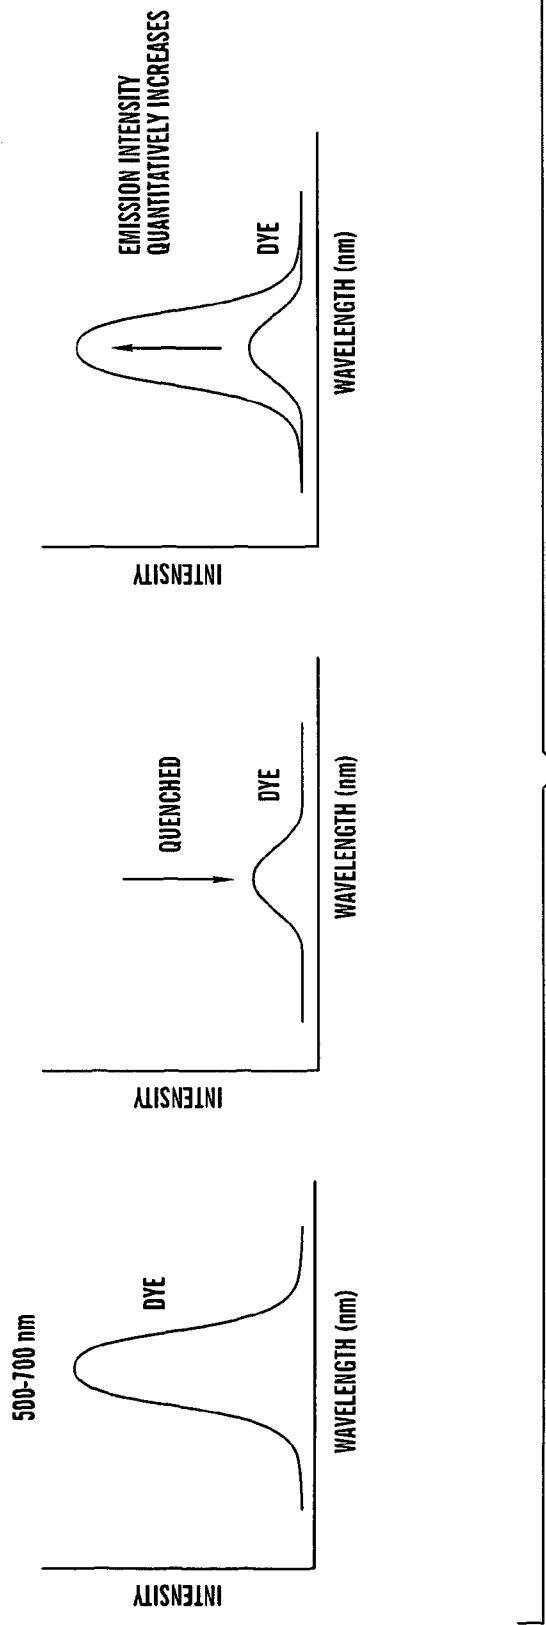 500-700 nm
DYE
INTENSITY
WAVELENGTH (nm)
QUENCHED
DYE
INTENSITY
WAVELENGTH (nm)
EMISSION INTENSITY
QUANTITATIVELY INCREASES
DYE
INTENSITY
WAVELENGTH (nm)